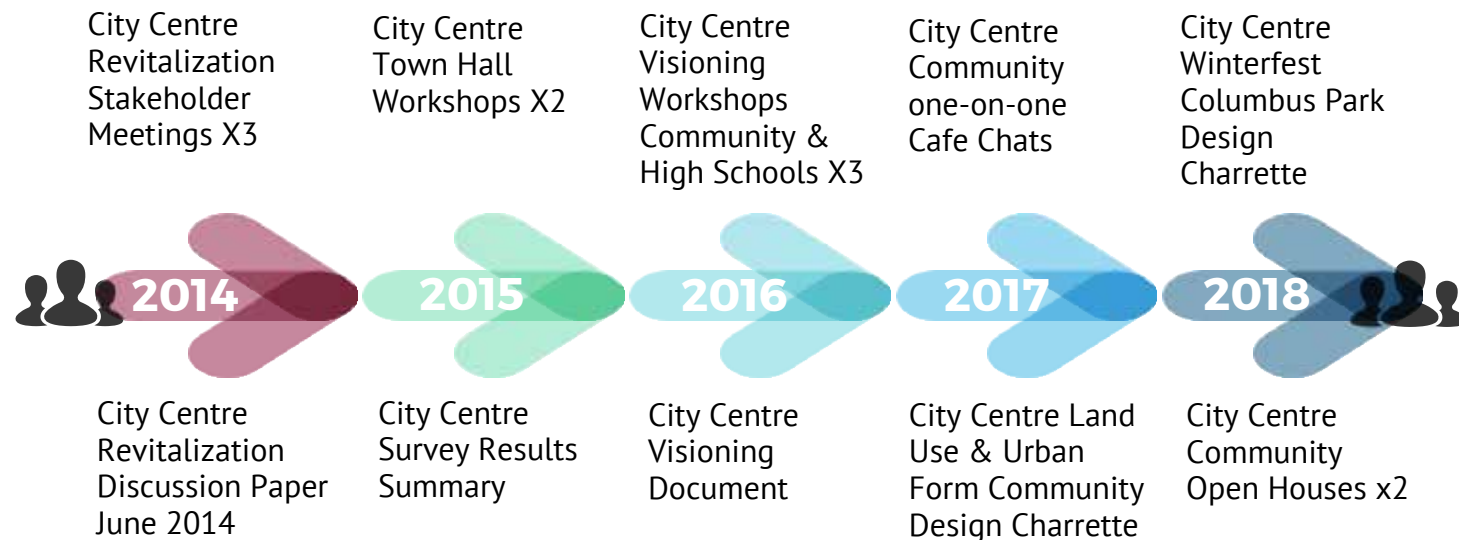 City Centre
Revitalization
Stakeholder
Meetings X3
City Centre
Town Hall
Workshops X2
City Centre
Visioning
Workshops
Community &
High Schools X3
City Centre
Community
one-on-one
Cafe Chats
City Centre
Winterfest
Columbus Park
Design
Charrette
2014
2015
2016
2017
2018
City Centre
Revitalization
Discussion Paper
June 2014
City Centre
Survey Results
Summary
City Centre
Visioning
Document
City Centre Land
Use & Urban
Form Community
Design Charrette
City Centre
Community
Open Houses x2